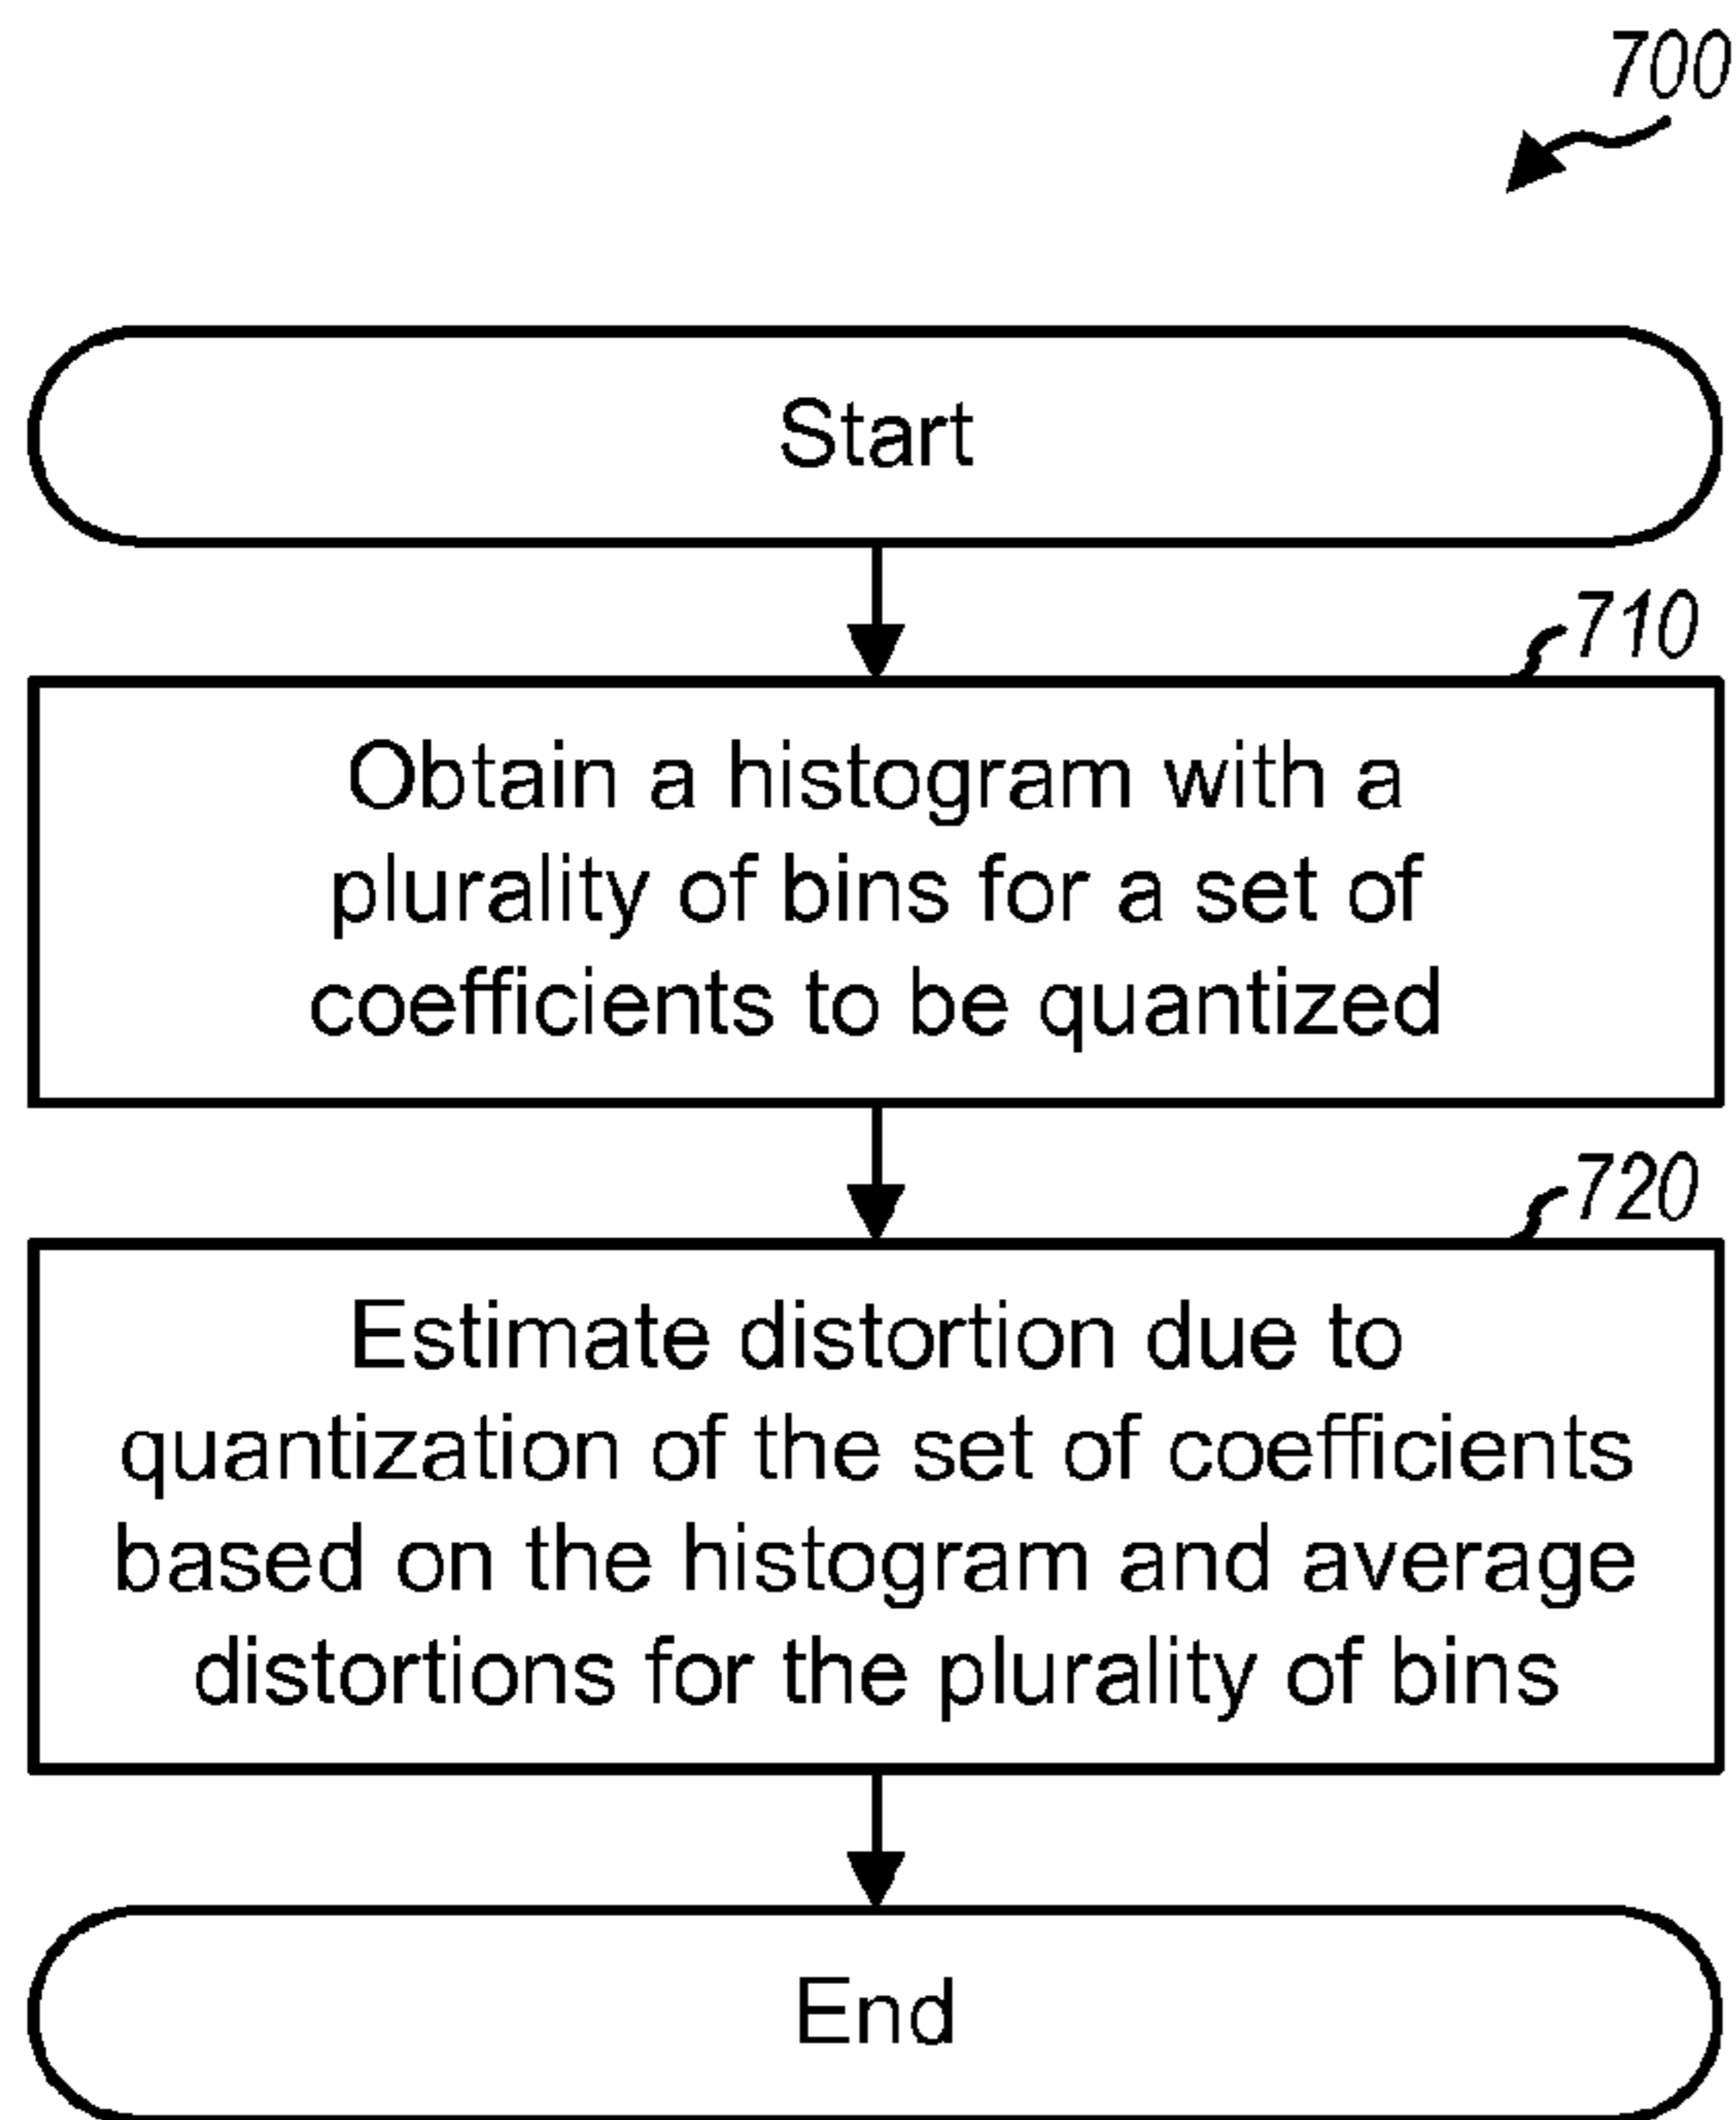 700
Start
710
Obtain a histogram with a
plurality of bins for a set of
coefficients to be quantized
720
Estimate distortion due to
quantization of the set of coefficients
based on the histogram and average
distortions for the plurality of bins
End